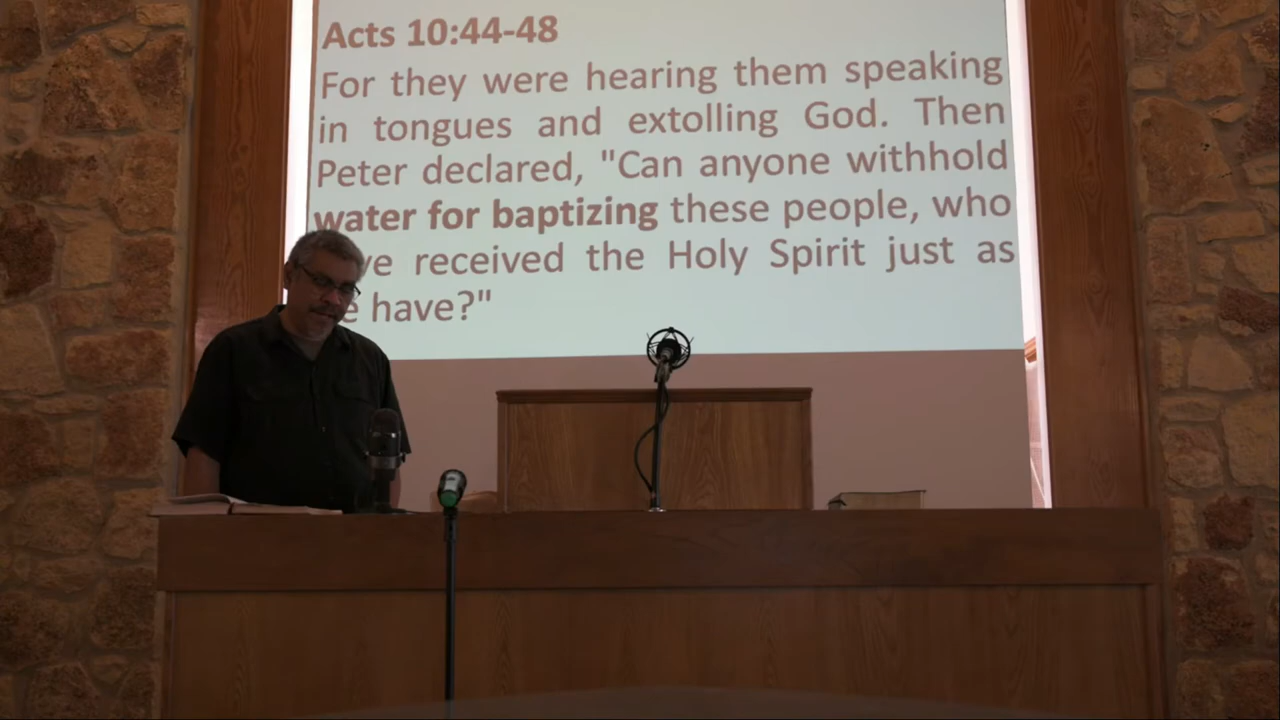 Acts 10:44-48
For they were hearing them speaking
in tongues and extolling God. Then
Peter declared, "Can anyone withhold
water for baptizing these people, who
received the Holy Spirit just as
have?"